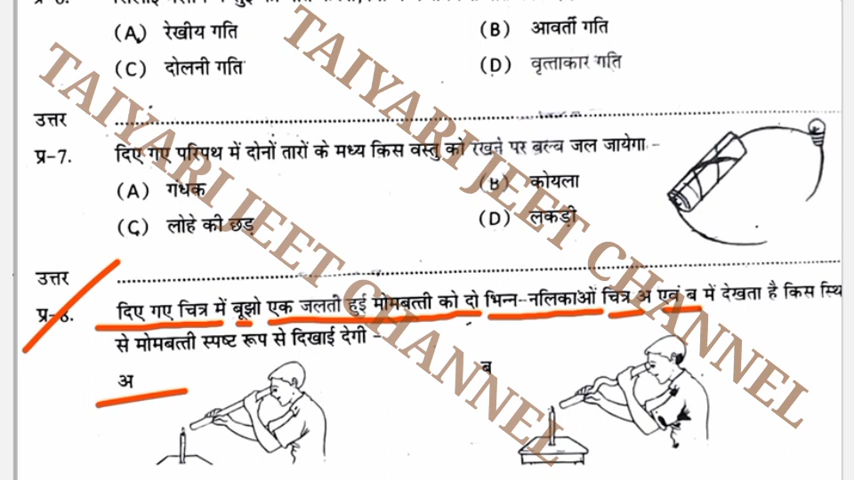 (A) रेखीय गति
(B) आवर्ती गति
(C) दोलनी गति
(D) वृत्ताकार गति
उत्तर
प्र-7. दिए गए परिपथ में दोनों तारों के मध्य किस वस्तु को रखने पर बल्ब जल जायेगा -
(A) गंधक
(B) कोयला
(C) लोहे की छड़
(D) लकड़ी
उत्तर
प्र-8. दिए गए चित्र में बूझो एक जलती हुई मोमबत्ती को दो भिन्न-नलिकाओं चित्र अ एवं ब में देखता है किस
से मोमबत्ती स्पष्ट रूप से दिखाई देगी -
अ
ब
TAIYARI JEET CHANNEL
TAIYARI JEET CHANNEL